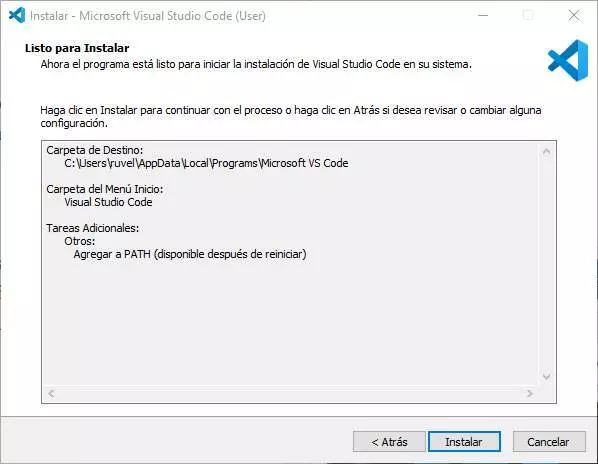 Instalar - Microsoft Visual Studio Code (User)
Listo para Instalar
Ahora el programa está listo para iniciar la instalación de Visual Studio Code en su sistema.
Haga clic en Instalar para continuar con el proceso o haga clic en Atrás si desea revisar o cambiar alguna
configuración.
Carpeta de Destino:
C:\Users\ruvel\AppData\Local\Programs\Microsoft VS Code
Carpeta del Menú Inicio:
Visual Studio Code
Tareas Adicionales:
Otros:
Agregar a PATH (disponible después de reiniciar)
< Atrás
Instalar
Cancelar